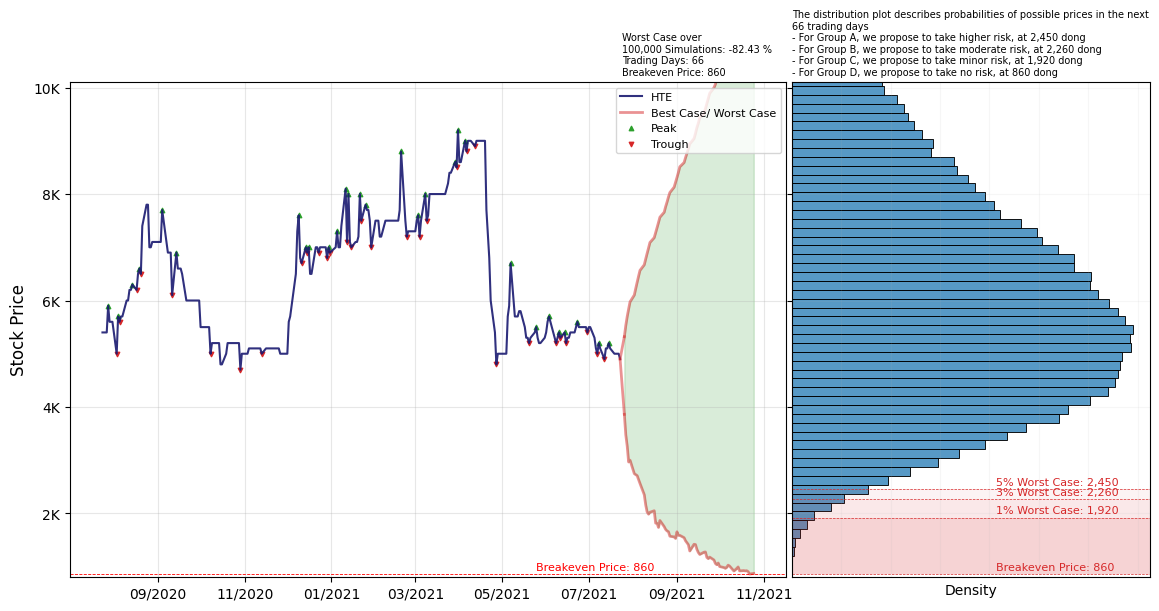 The distribution plot describes probabilities of possible prices in the next
66 trading days
- For Group A, we propose to take higher risk, at 2,450 dong
- For Group B, we propose to take moderate risk, at 2,260 dong
- For Group C, we propose to take minor risk, at 1,920 dong
- For Group D, we propose to take no risk, at 860 dong
Worst Case over
100,000 Simulations: -82.43 %
Trading Days: 66
Breakeven Price: 860
10K
8K
6K
4K
2K
Stock Price
HTE
Best Case/ Worst Case
Peak
Trough
Breakeven Price: 860
09/2020
11/2020
01/2021
03/2021
05/2021
07/2021
09/2021
11/2021
5% Worst Case: 2,450
3% Worst Case: 2,260
1% Worst Case: 1,920
Breakeven Price: 860
Density